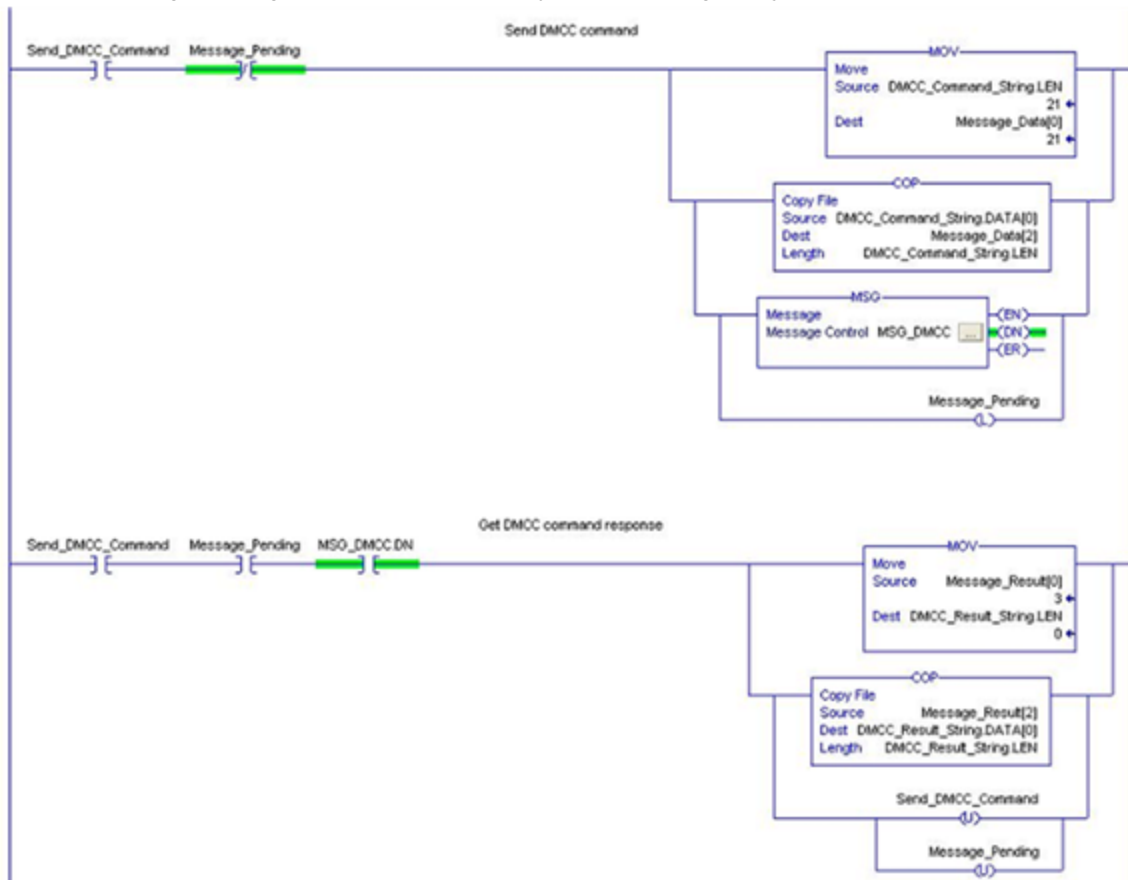 Send DMCC command
Send_DMCC_Command Message_Pending
MOV
Move
Source DMCC_Command_String.LEN
21
Dest Message_Data[0]
21
COP
Copy File
Source DMCC_Command_String.DATA[0]
Dest Message_Data[2]
Length DMCC_Command_String.LEN
MSG
Message
Message Control MSG_DMCC ...
EN
DN
ER
Message_Pending
L
Get DMCC command response
Send_DMCC_Command Message_Pending MSG_DMCC.DN
MOV
Move
Source Message_Result[0]
3
Dest DMCC_Result_String.LEN
0
COP
Copy File
Source Message_Result[2]
Dest DMCC_Result_String.DATA[0]
Length DMCC_Result_String.LEN
Send_DMCC_Command
U
Message_Pending
U